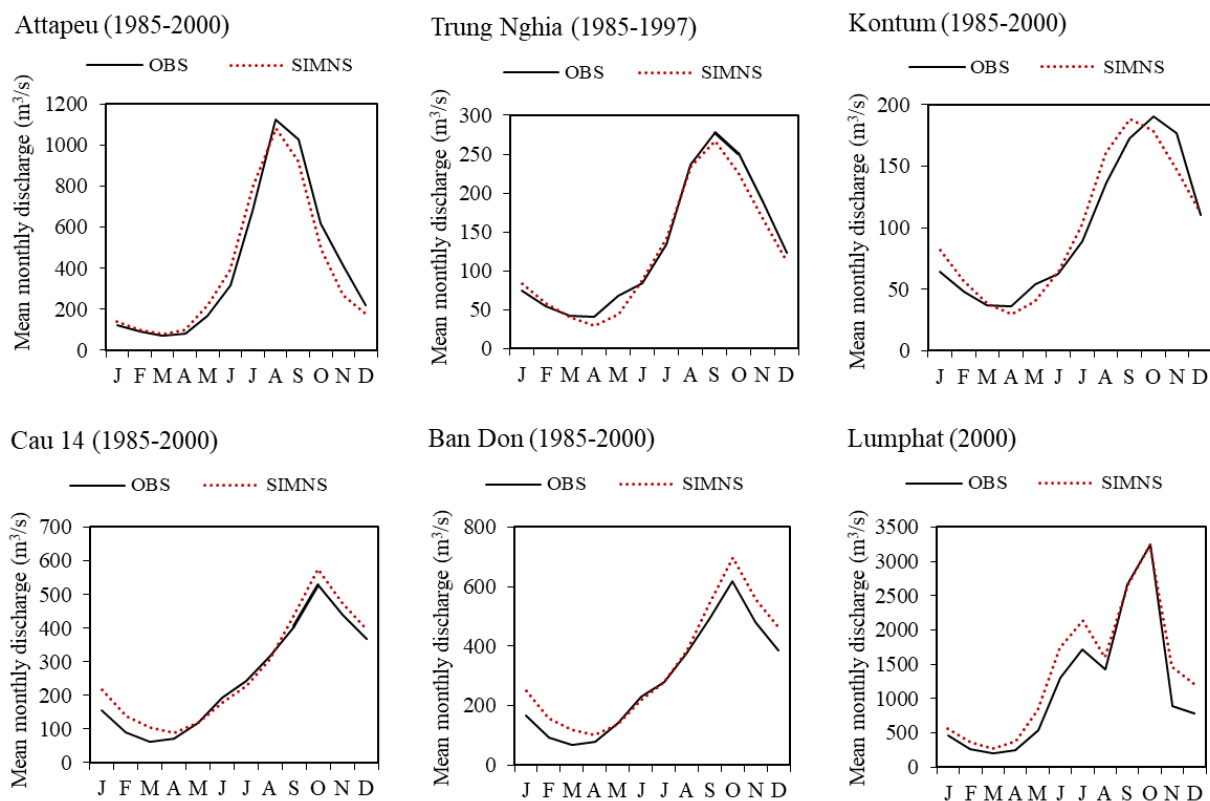 Attapeu (1985-2000)
OBS SIMNS
Mean monthly discharge (m³/s)
1200
1000
800
600
400
200
0
J F M A M J J A S O N D
Trung Nghia (1985-1997)
OBS SIMNS
Mean monthly discharge (m³/s)
300
250
200
150
100
50
0
J F M A M J J A S O N D
Kontum (1985-2000)
OBS SIMNS
Mean monthly discharge (m³/s)
200
150
100
50
0
J F M A M J J A S O N D
Cau 14 (1985-2000)
OBS SIMNS
Mean monthly discharge (m³/s)
700
600
500
400
300
200
100
0
J F M A M J J A S O N D
Ban Don (1985-2000)
OBS SIMNS
Mean monthly discharge (m³/s)
800
600
400
200
0
J F M A M J J A S O N D
Lumphat (2000)
OBS SIMNS
Mean monthly discharge (m³/s)
3500
3000
2500
2000
1500
1000
500
0
J F M A M J J A S O N D